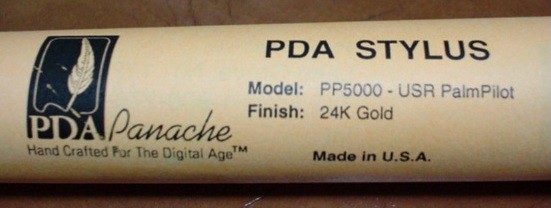 PDA Panache
Hand Crafted For The Digital Age™
PDA STYLUS
Model: PP5000 - USR PalmPilot
Finish: 24K Gold
Made in U.S.A.